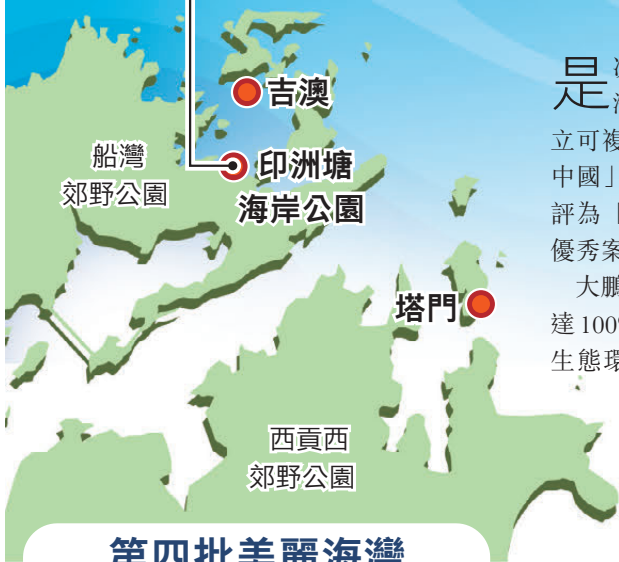 吉澳
船灣
郊野公園
印洲塘
海岸公園
塔門
西貢西
郊野公園
第四批美麗海灣
是
立可複
中國」
評為「
優秀案
大鵬
達100%
生態環